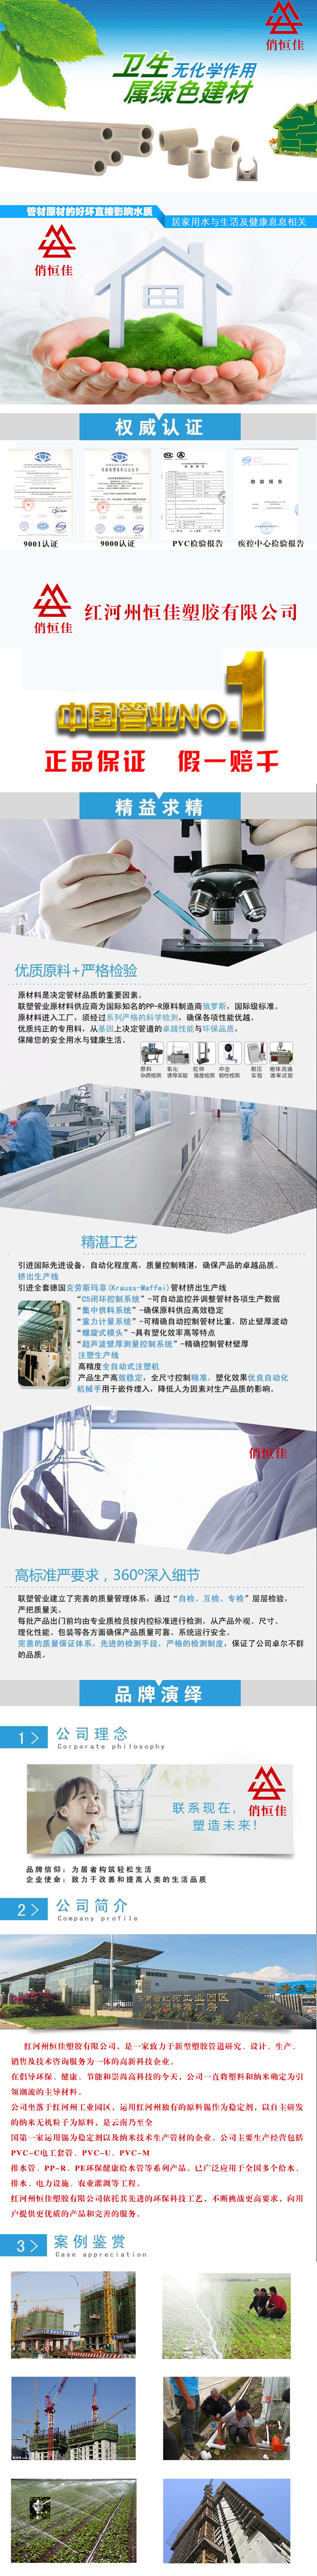 俏恒佳
卫生无化学作用
属绿色建材
管材原材的好坏直接影响水质
居家用水与生活及健康息息相关
俏恒佳
权威认证
检验报告
9001认证
9000认证
PVC检验报告
疾控中心检验报告
俏恒佳
红河州恒佳塑胶有限公司
中国管业NO.1
正品保证 假一赔千
精益求精
优质原料+严格检验
原材料是决定管材品质的重要因素。
联塑管业原材料供应商为国际知名的PP-R原料制造商俄罗斯，国际级标准。
原材料进入工厂，须经过系列严格的科学检测，确保各项性能优越。
优质纯正的专用料，从基因上决定管道的卓越性能与环保品质，
保障您的安全用水与健康生活。
原料 氧化 拉伸 冲击 耐压 熔体流通
杂质检测 诱导实验 强度检测 韧性检测 实验 速率试验
精湛工艺
引进国际先进设备，自动化程度高，质量控制精湛，确保产品的卓越品质。
挤出生产线
引进全套德国克劳斯玛菲(Krauss-Maffei)管材挤出生产线
“C5闭环控制系统”-可自动监控并调整管材各项生产数据
“集中供料系统”-确保原料供应高效稳定
“重力计量系统”-可精确自动控制管材比重，防止壁厚波动
“螺旋式模头”-具有塑化效率高等特点
“超声波壁厚测量控制系统”-精确控制管材壁厚
注塑生产线
高精度全自动式注塑机
产品生产高效稳定，全尺寸控制精准，塑化效果优良自动化
机械手用于嵌件埋入，降低人为因素对生产品质的影响。
俏恒佳
高标准严要求，360°深入细节
联塑管业建立了完善的质量管理体系，通过“自检、互检、专检”层层检验，
严把质量关。
每批产品出门前均由专业质检员按内控标准进行检测，从产品外观、尺寸、
理化性能、包装等各方面确保产品质量可靠、系统运行安全。
完善的质量保证体系，先进的检测手段，严格的检测制度，保证了公司卓尔不群
的品质。
品牌演绎
1 > 公司理念
Corporate philosophy
联系现在，
塑造未来!
俏恒佳
品牌信仰：为居者构筑轻松生活
企业使命：致力于改善和提高人类的生活品质
2 > 公司简介
Company profile
红河州恒佳塑胶有限公司，是一家致力于新型塑胶管道研究、设计、生产、
销售及技术咨询服务为一体的高新科技企业。
在倡导环保、健康、节能和崇尚高科技的今天，公司一直将塑料和纳米确定为引
领潮流的主导材料。
公司坐落于红河州工业园区，运用红河州独有的原料锡作为稳定剂，以自主研发
的纳米无机粒子为原料，是云南乃至全
国第一家运用锡为稳定剂以及纳米技术生产管材的企业。公司主要生产经营包括
PVC-C电工套管、PVC-U、PVC-M
排水管、PP-R、PE环保健康给水管等系列产品。已广泛应用于全国多个给水、
排水、电力设施、农业灌溉等工程。
红河州恒佳塑胶有限公司依托其先进的环保科技工艺，不断挑战更高要求，向用
户提供更优质的产品和完善的服务。
3 > 案例鉴赏
Case appreciation